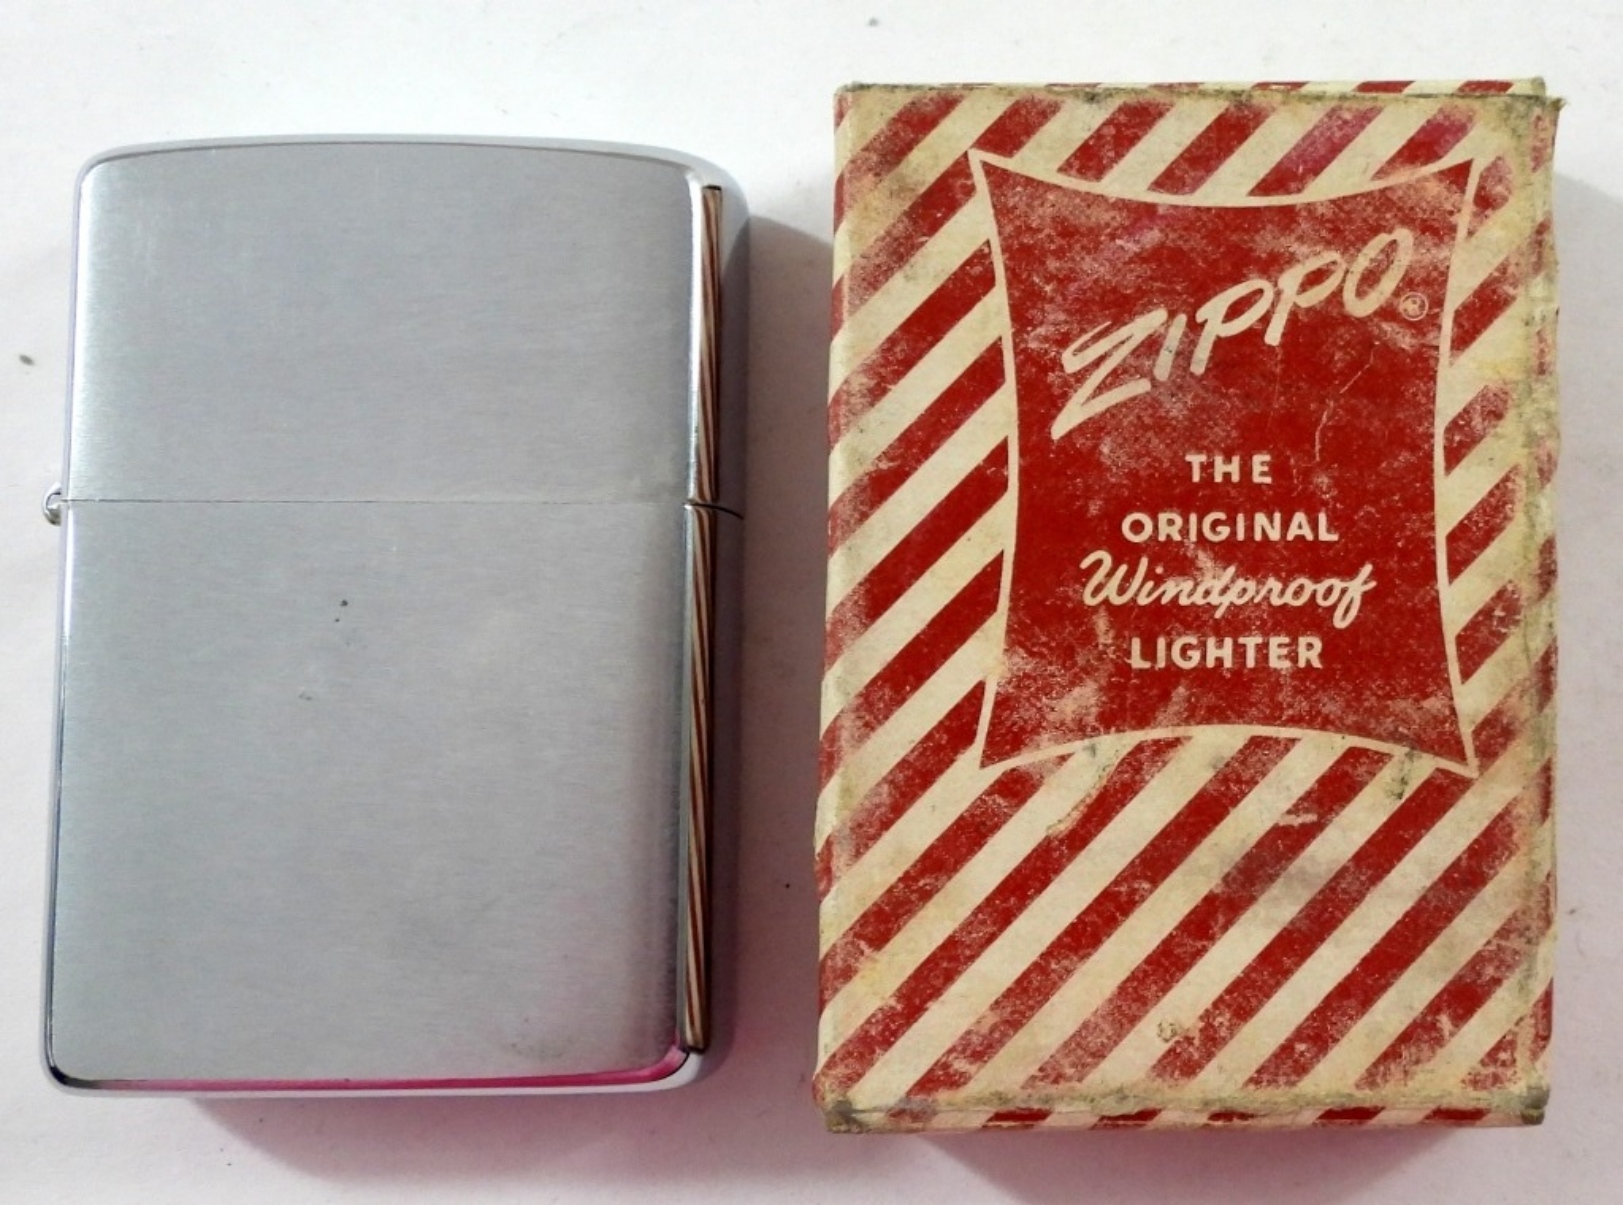 ZIPPO®
THE
ORIGINAL
Windproof
LIGHTER